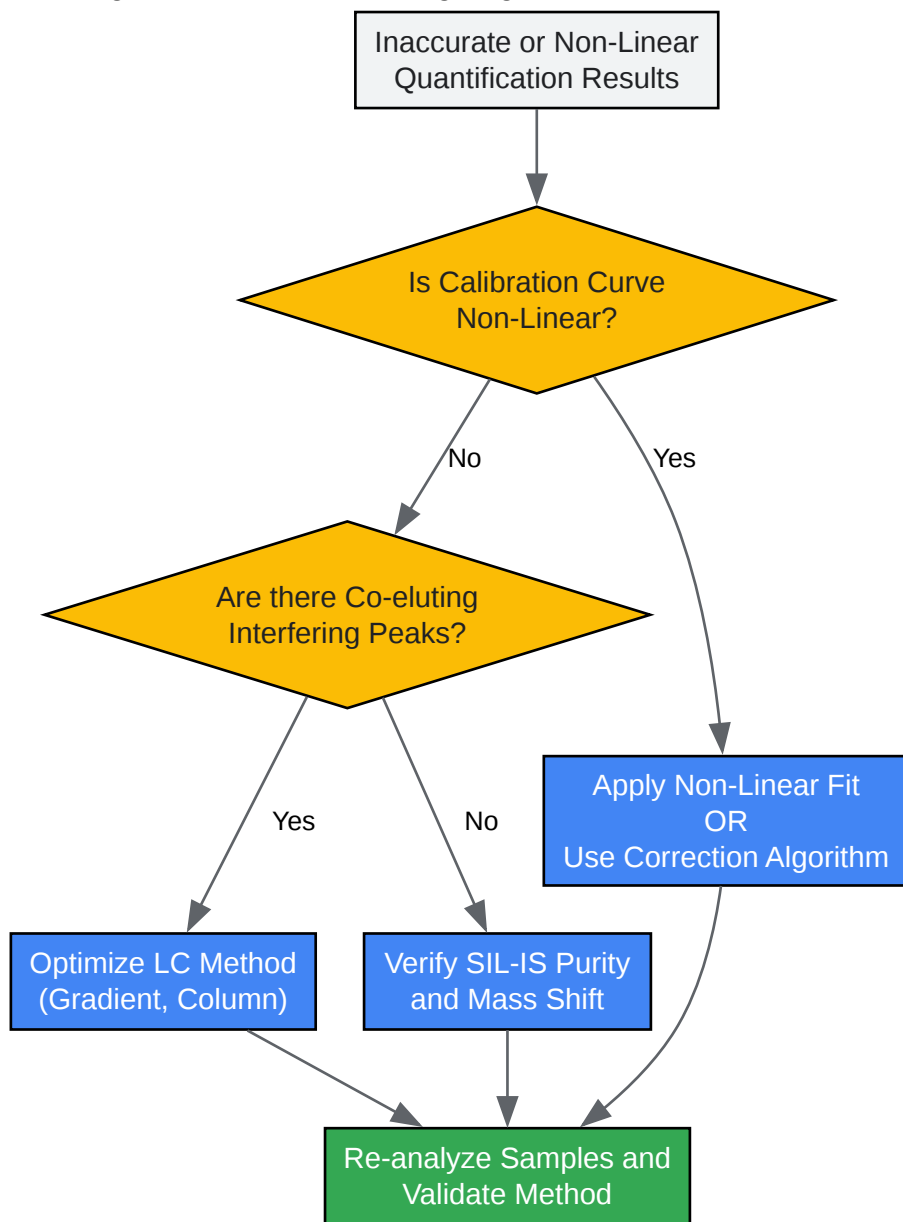 Inaccurate or Non-Linear
Quantification Results
Is Calibration Curve
Non-Linear?
No
Yes
Are there Co-eluting
Interfering Peaks?
Apply Non-Linear Fit
OR
Use Correction Algorithm
Yes
No
Optimize LC Method
(Gradient, Column)
Verify SIL-IS Purity
and Mass Shift
Re-analyze Samples and
Validate Method